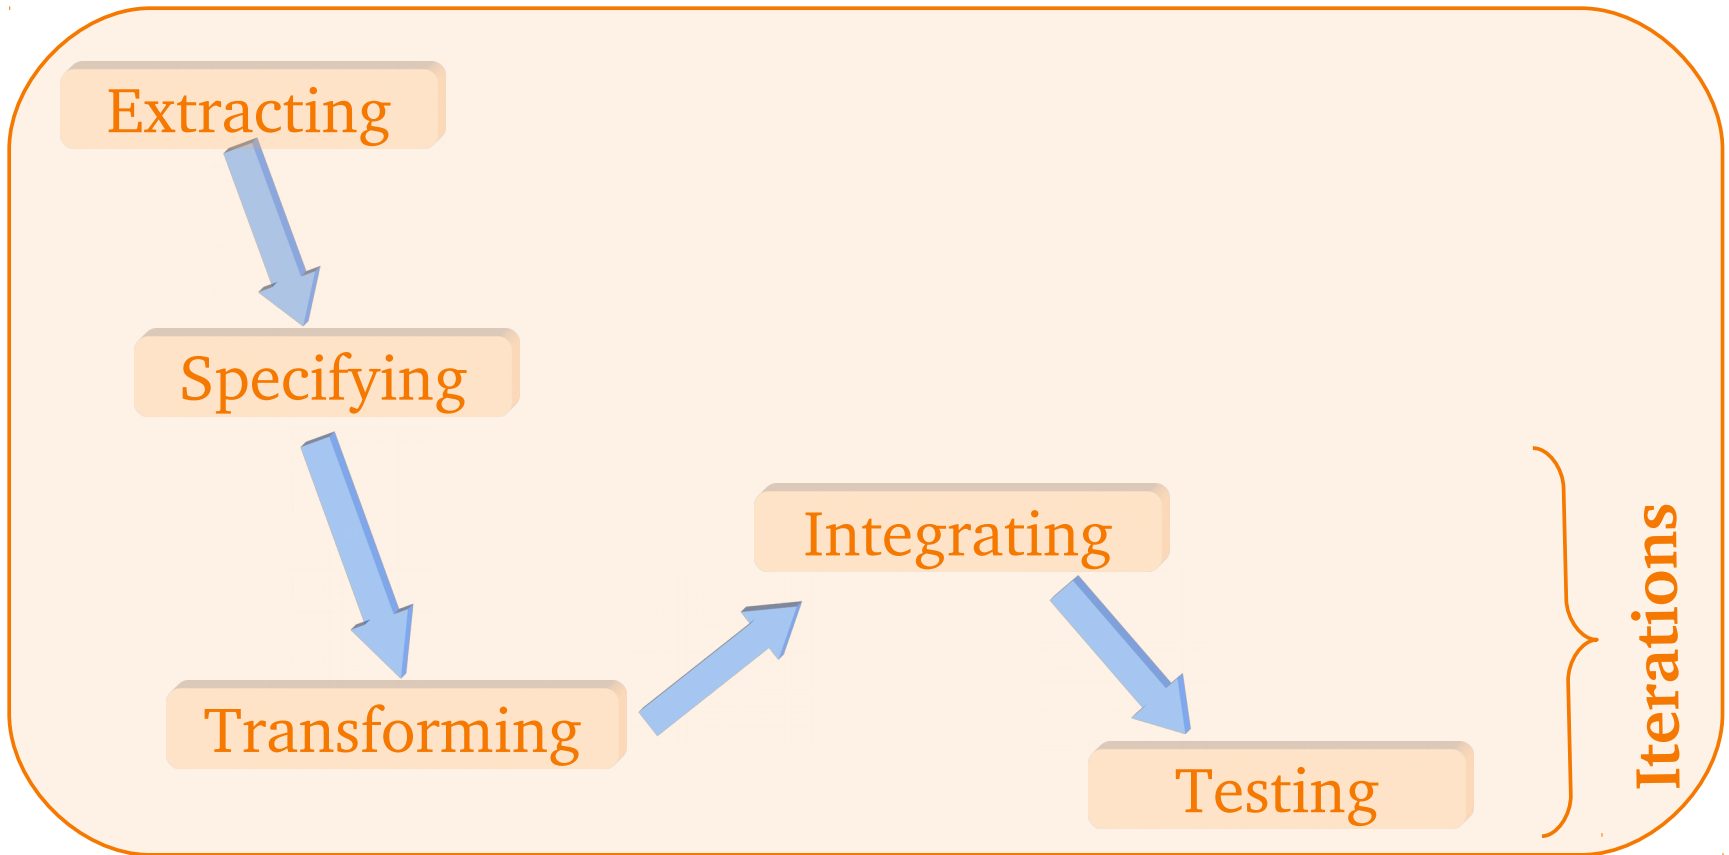 Extracting
Specifying
Integrating
Transforming
Testing
Iterations